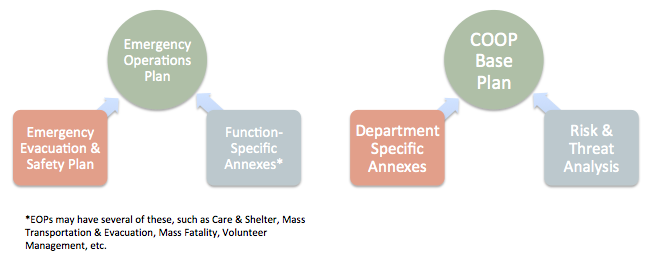 Emergency
Operations
Plan
Emergency
Evacuation &
Safety Plan
Function-
Specific
Annexes*
COOP
Base
Plan
Department
Specific
Annexes
Risk &
Threat
Analysis
*EOPs may have several of these, such as Care & Shelter, Mass
Transportation & Evacuation, Mass Fatality, Volunteer
Management, etc.